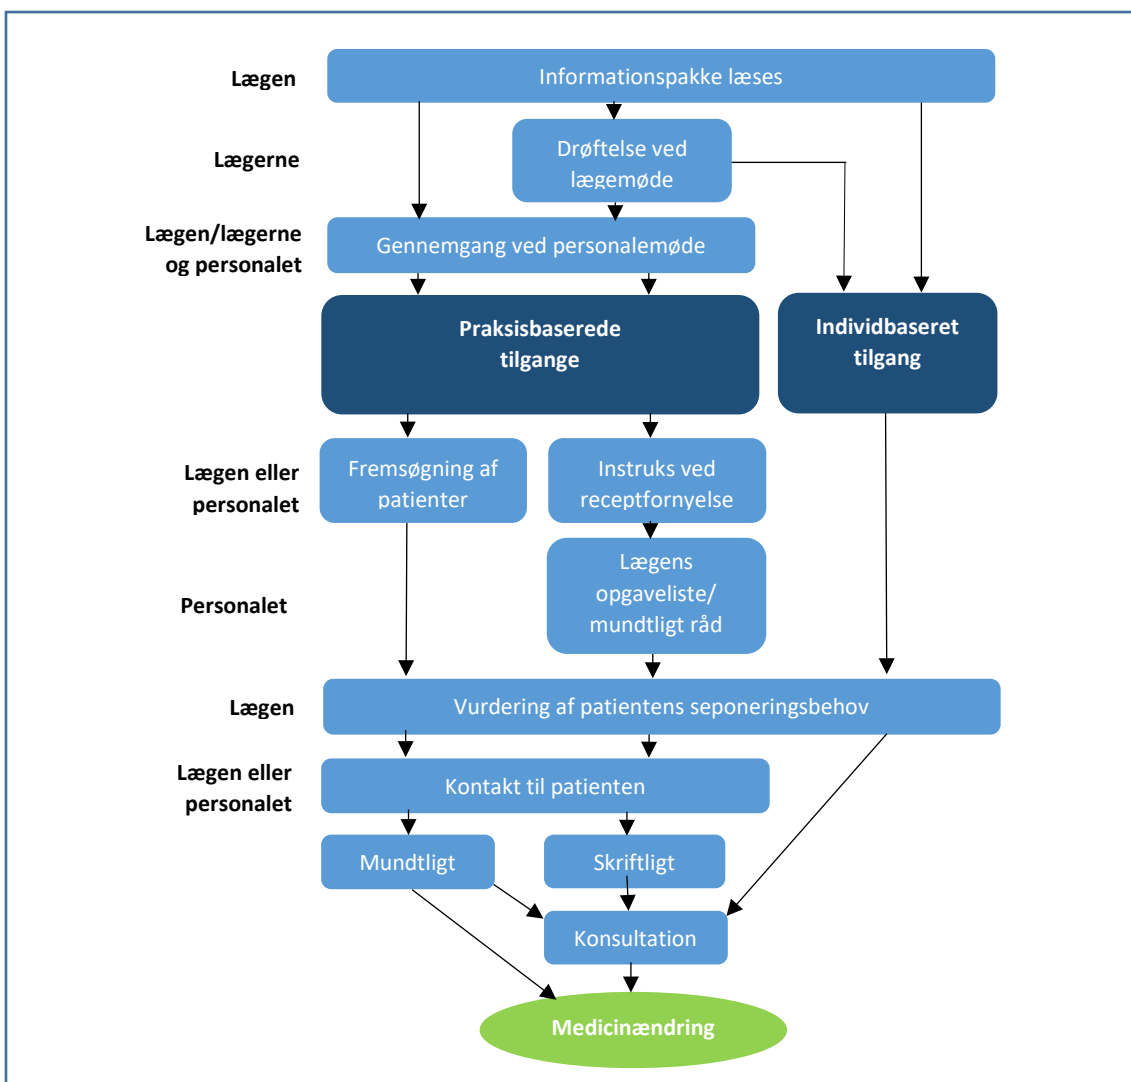 Lægen
Informationspakke læses
Lægerne
Drøftelse ved
lægemøde
Lægen/lægerne
og personalet
Gennemgang ved personalemøde
Praksisbaserede
tilgange
Individbaseret
tilgang
Lægen eller
personalet
Fremsøgning af
patienter
Instruks ved
receptfornyelse
Personalet
Lægens
opgaveliste/
mundtligt råd
Lægen
Vurdering af patientens seponeringsbehov
Lægen eller
personalet
Kontakt til patienten
Mundtligt
Skriftligt
Konsultation
Medicinændring